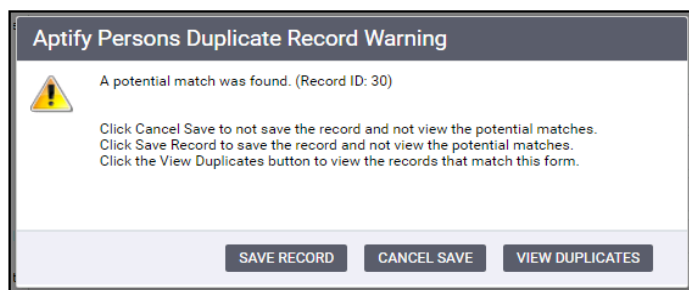 Aptify Persons Duplicate Record Warning
A potential match was found. (Record ID: 30)
Click Cancel Save to not save the record and not view the potential matches.
Click Save Record to save the record and not view the potential matches.
Click the View Duplicates button to view the records that match this form.
SAVE RECORD CANCEL SAVE VIEW DUPLICATES